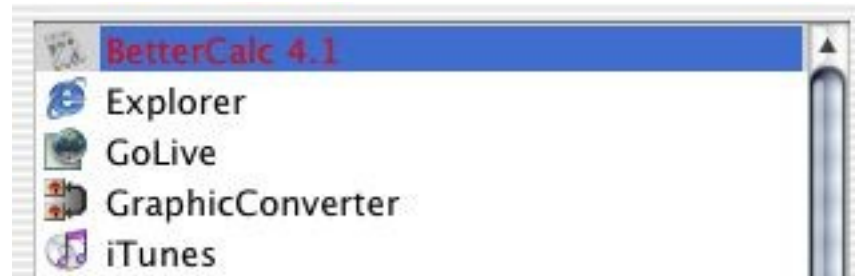 BetterCalc 4.1
Explorer
GoLive
GraphicConverter
iTunes